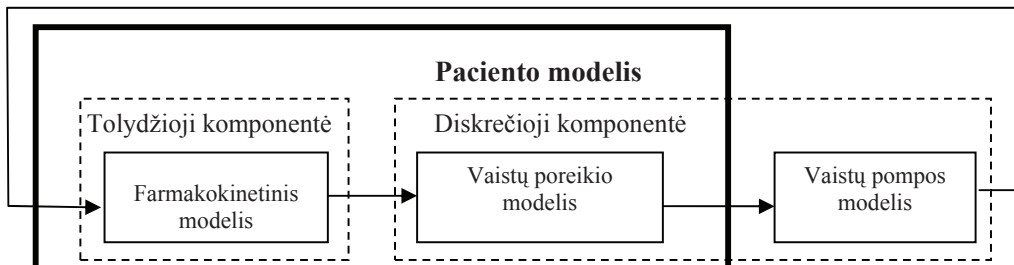 Paciento modelis
Tolydžioji komponentė
Diskrečioji komponentė
Farmakokinetinis
modelis
Vaistų poreikio
modelis
Vaistų pompos
modelis